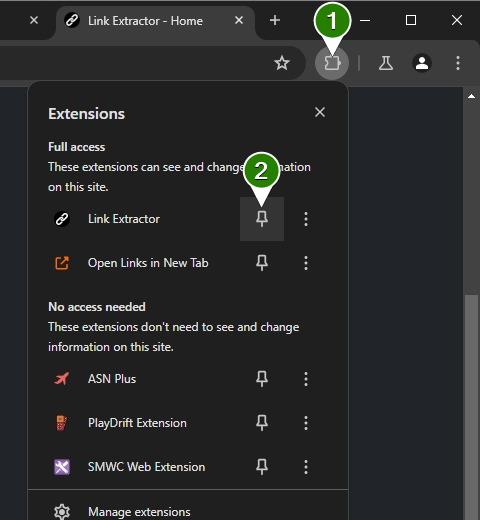 Link Extractor - Home
1
Extensions
Full access
These extensions can see and change information
on this site.
2
Link Extractor
Open Links in New Tab
No access needed
These extensions don't need to see and change
information on this site.
ASN Plus
PlayDrift Extension
SMWC Web Extension
Manage extensions